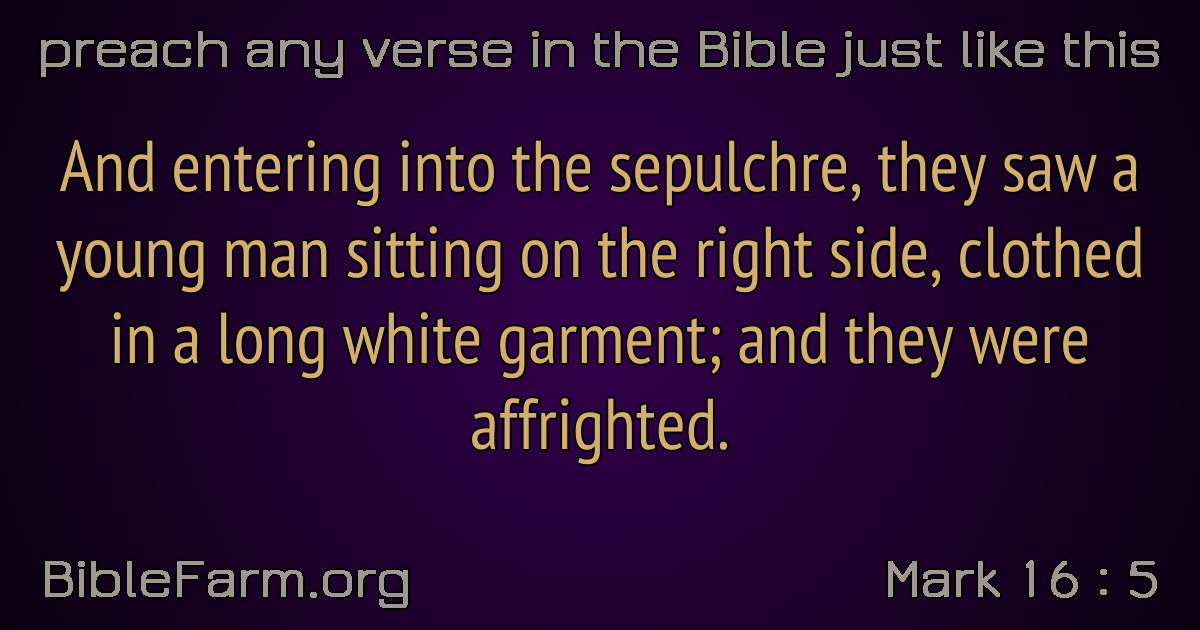 preach any verse in the Bible just like this
And entering into the sepulchre, they saw a
young man sitting on the right side, clothed
in a long white garment; and they were
affrighted.
BibleFarm.org
Mark 16 : 5